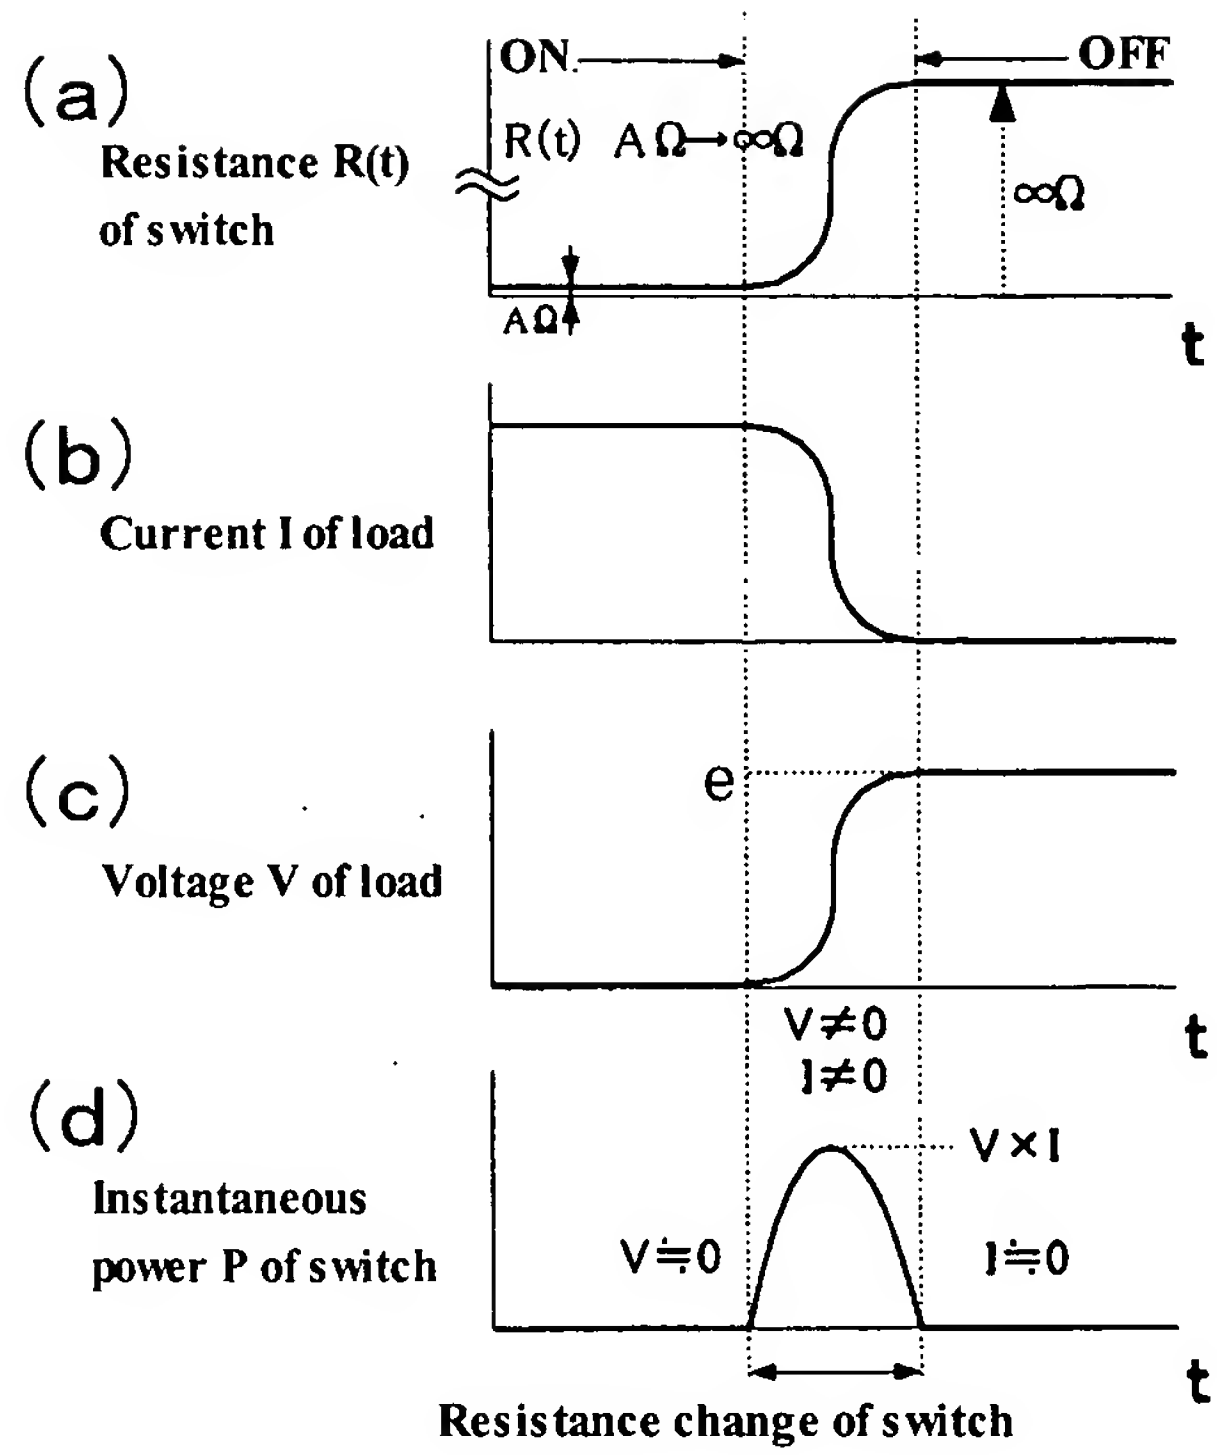 (a)
ON
OFF
Resistance R(t)
of switch
R(t) AΩ→∞Ω
∞Ω
AΩ
t
(b)
Current I of load
(c)
e
Voltage V of load
t
V≠0
I≠0
(d)
V×I
Instantaneous
power P of switch
V≒0
I≒0
t
Resistance change of switch